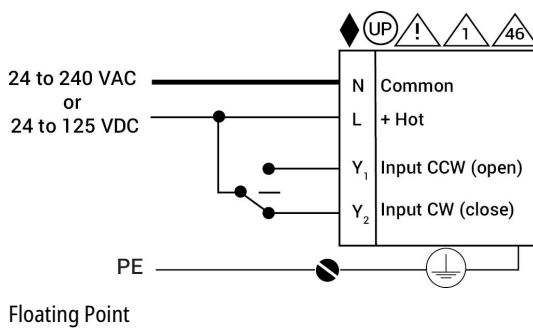 UP ! 1 46
24 to 240 VAC
or
24 to 125 VDC
N Common
L + Hot
Y1 Input CCW (open)
Y2 Input CW (close)
PE
Floating Point